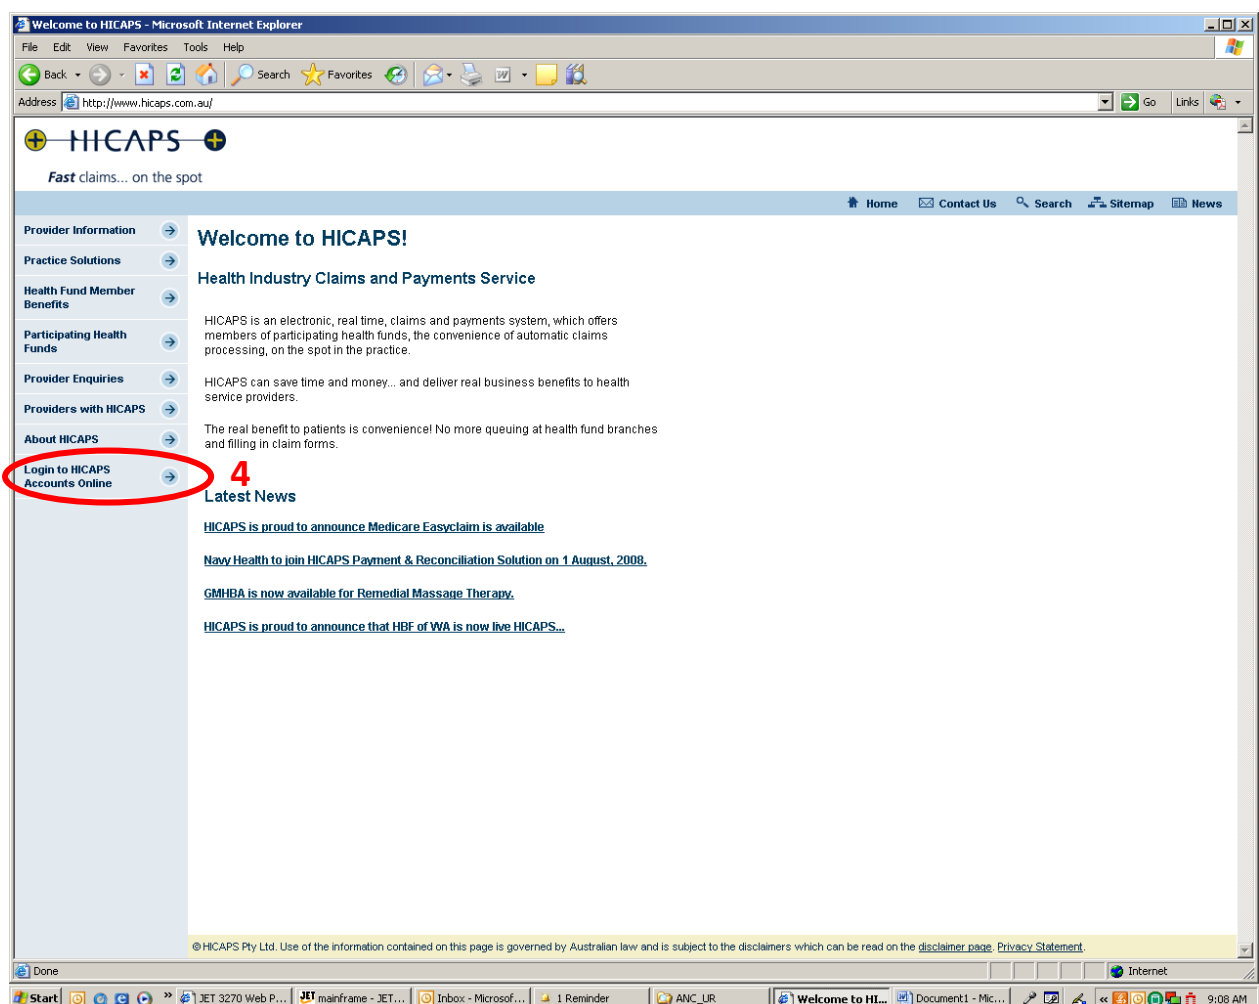 Welcome to HICAPS - Microsoft Internet Explorer
File Edit View Favorites Tools Help
Back Search Favorites
Address http://www.hicaps.com.au/ Go Links
HICAPS
Fast claims... on the spot
Home Contact Us Search Sitemap News
Provider Information
Practice Solutions
Health Fund Member
Benefits
Participating Health
Funds
Provider Enquiries
Providers with HICAPS
About HICAPS
Login to HICAPS
Accounts Online
4
Welcome to HICAPS!
Health Industry Claims and Payments Service
HICAPS is an electronic, real time, claims and payments system, which offers
members of participating health funds, the convenience of automatic claims
processing, on the spot in the practice.
HICAPS can save time and money... and deliver real business benefits to health
service providers.
The real benefit to patients is convenience! No more queuing at health fund branches
and filling in claim forms.
Latest News
HICAPS is proud to announce Medicare Easyclaim is available
Navy Health to join HICAPS Payment & Reconciliation Solution on 1 August, 2008.
GMHBA is now available for Remedial Massage Therapy.
HICAPS is proud to announce that HBF of WA is now live HICAPS...
©HICAPS Pty Ltd. Use of the information contained on this page is governed by Australian law and is subject to the disclaimers which can be read on the disclaimer page. Privacy Statement.
Done Internet
Start » JET 3270 Web P... JET mainframe - JET... Inbox - Microsof... 1 Reminder ANC_UR Welcome to HI... Document1 - Mic... « 9:08 AM